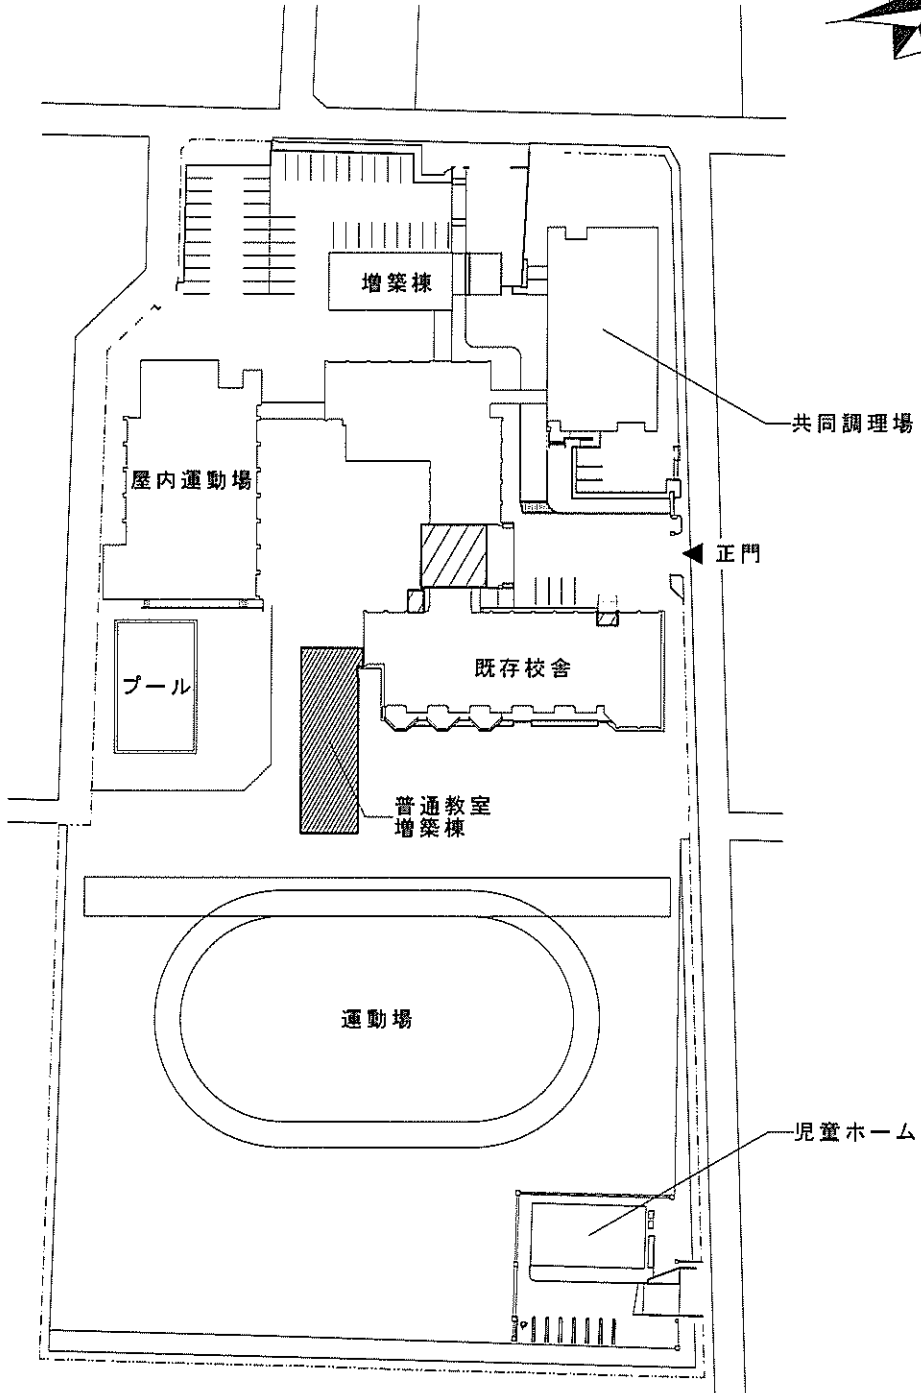 増築棟
共同調理場
屋内運動場
正門
既存校舎
プール
普通教室
増築棟
運動場
児童ホーム